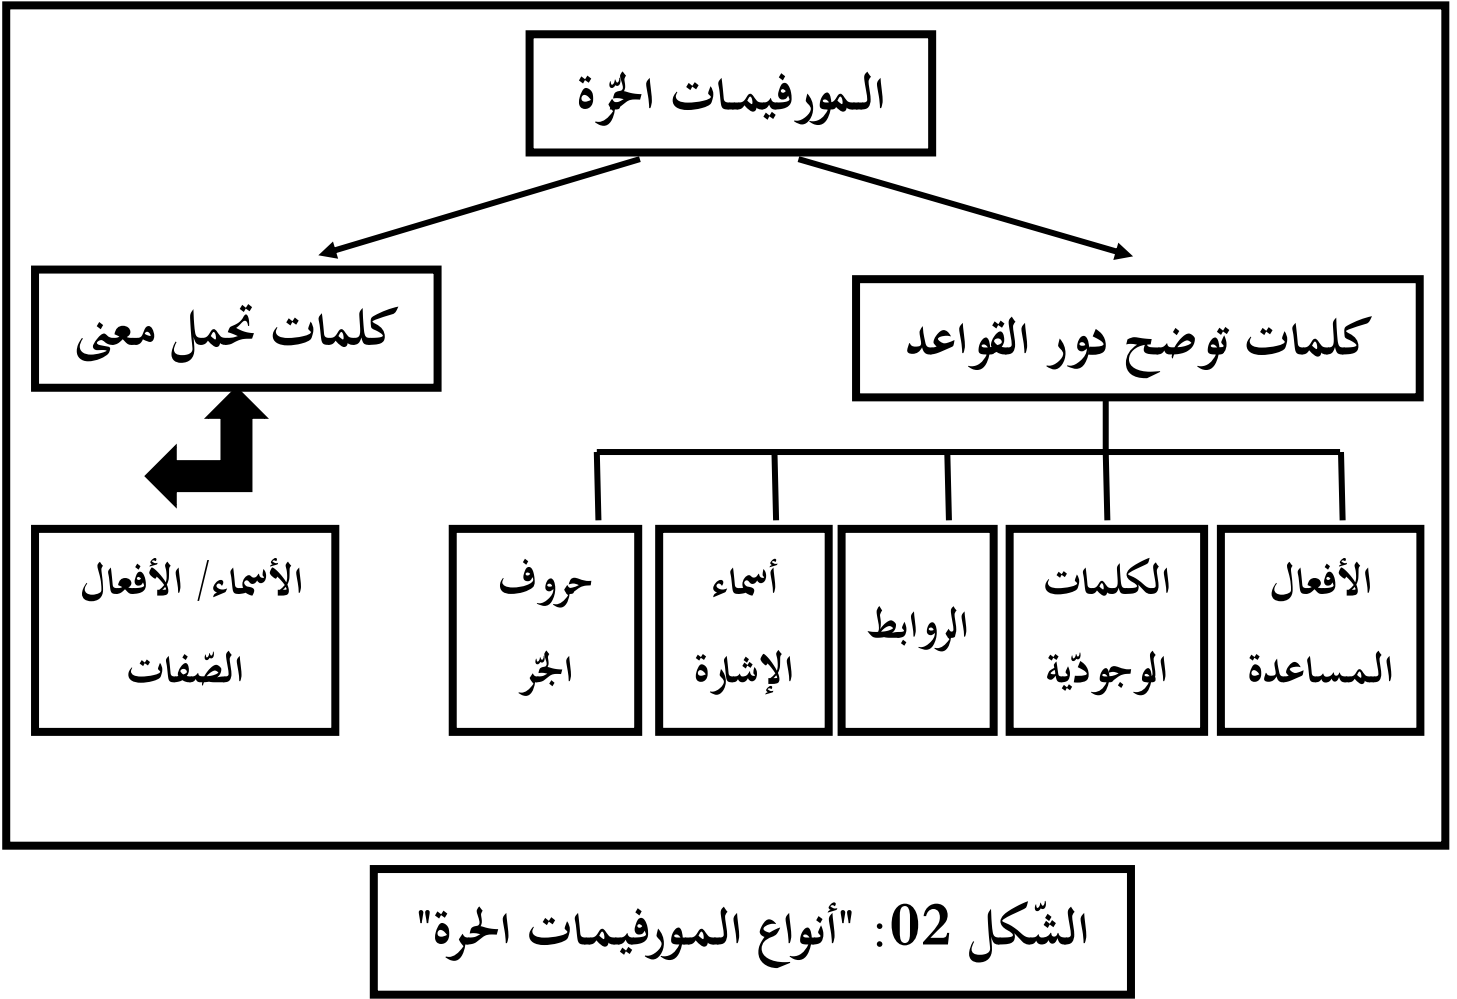 المورفيمات الحرّة
كلمات توضح دور القواعد
كلمات تحمل معنى
الأفعال
المساعدة
الكلمات
الوجوديّة
الروابط
أسماء
الإشارة
حروف
الجرّ
الأسماء/ الأفعال
الصّفات
الشّكل 02: "أنواع المورفيمات الحرة"